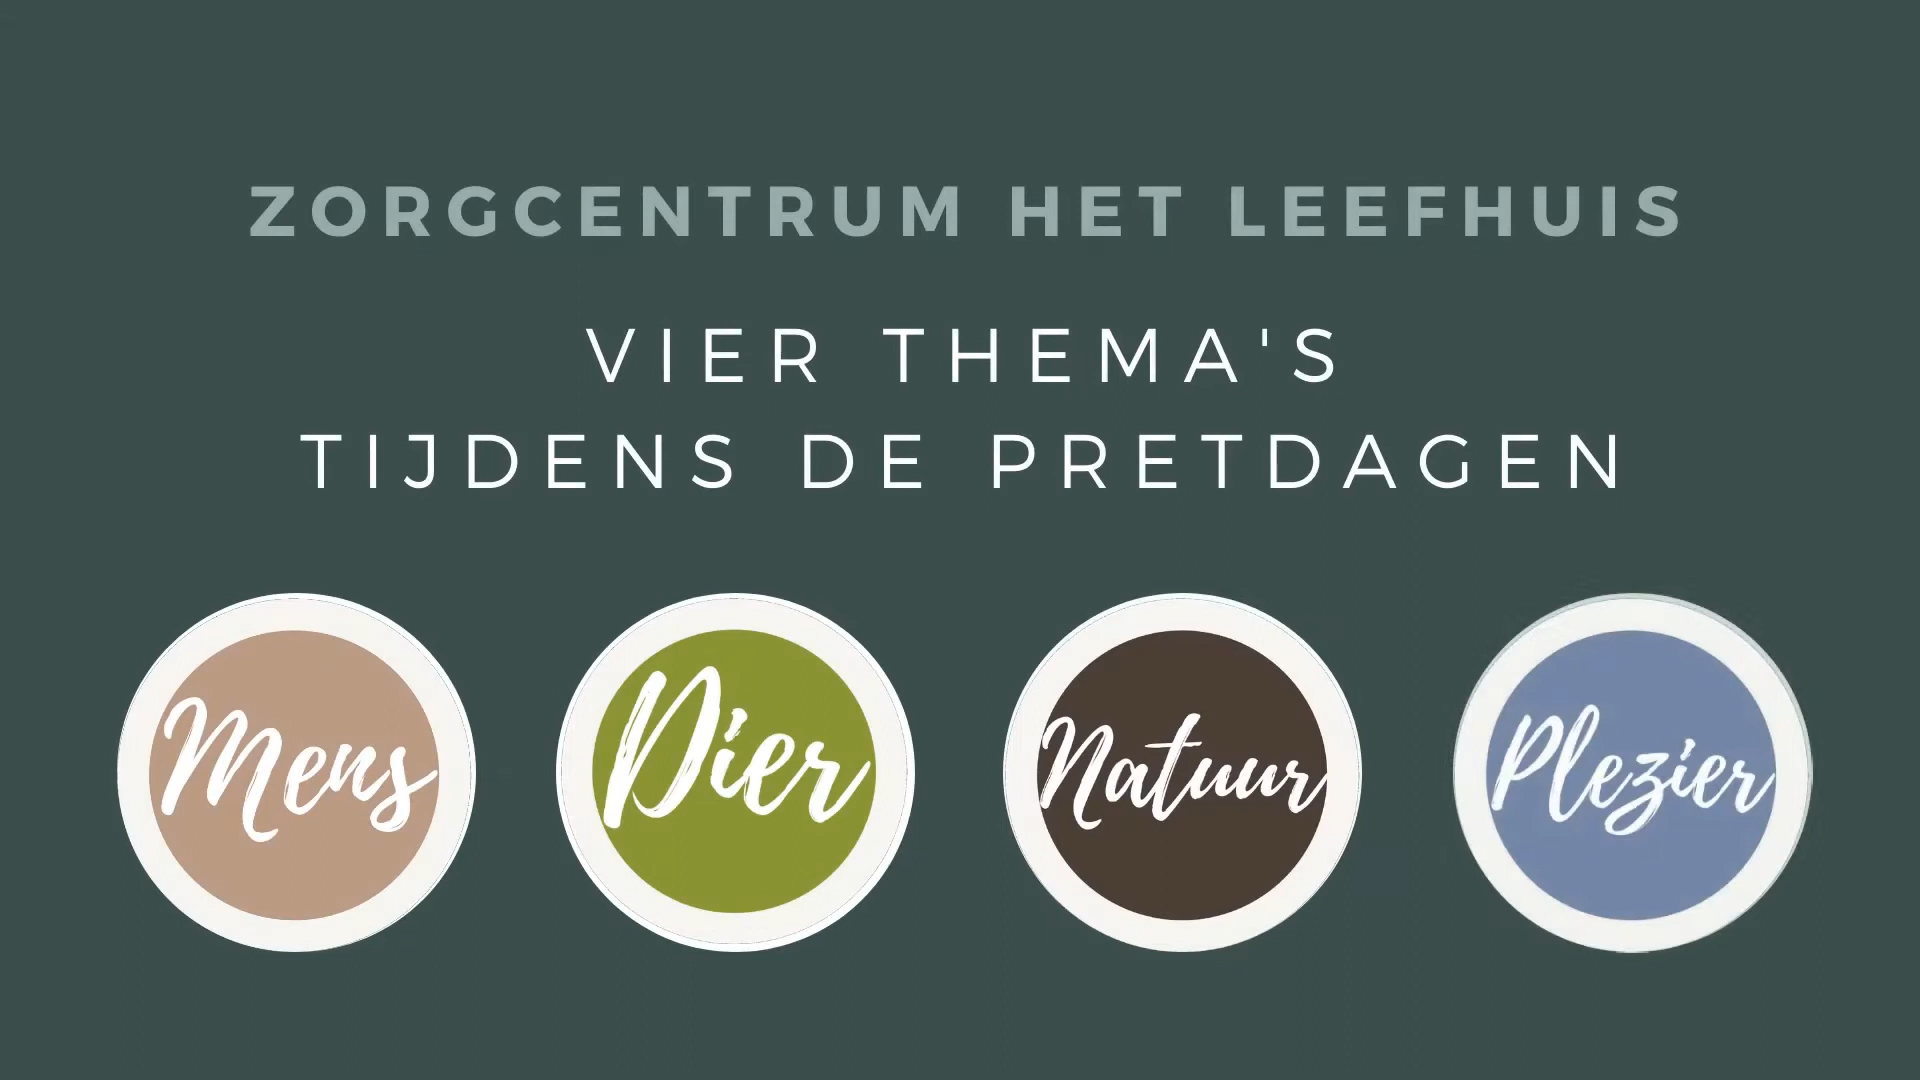 ZORGCENTRUM HET LEEFHUIS
VIER THEMA'S
TIJDENS DE PRETDAGEN
Mens
Dier
Natuur
Plezier